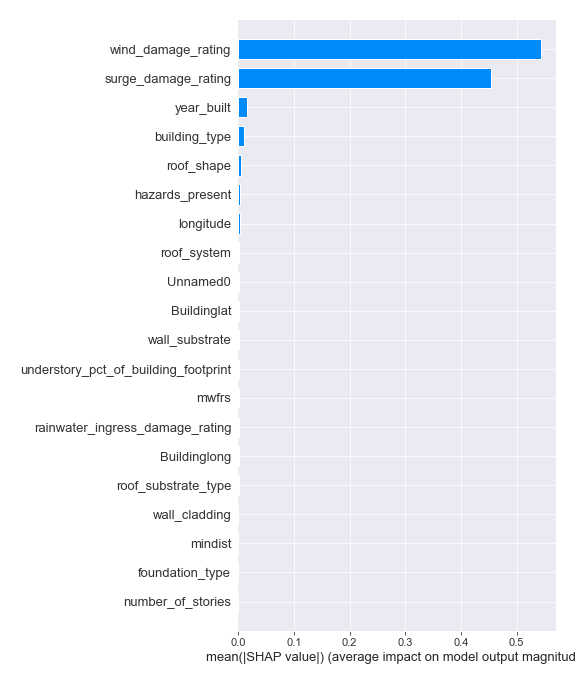 wind_damage_rating
surge_damage_rating
year_built
building_type
roof_shape
hazards_present
longitude
roof_system
Unnamed0
Buildinglat
wall_substrate
understory_pct_of_building_footprint
mwfrs
rainwater_ingress_damage_rating
Buildinglong
roof_substrate_type
wall_cladding
mindist
foundation_type
number_of_stories
0.0 0.1 0.2 0.3 0.4 0.5
mean(|SHAP value|) (average impact on model output magnitud